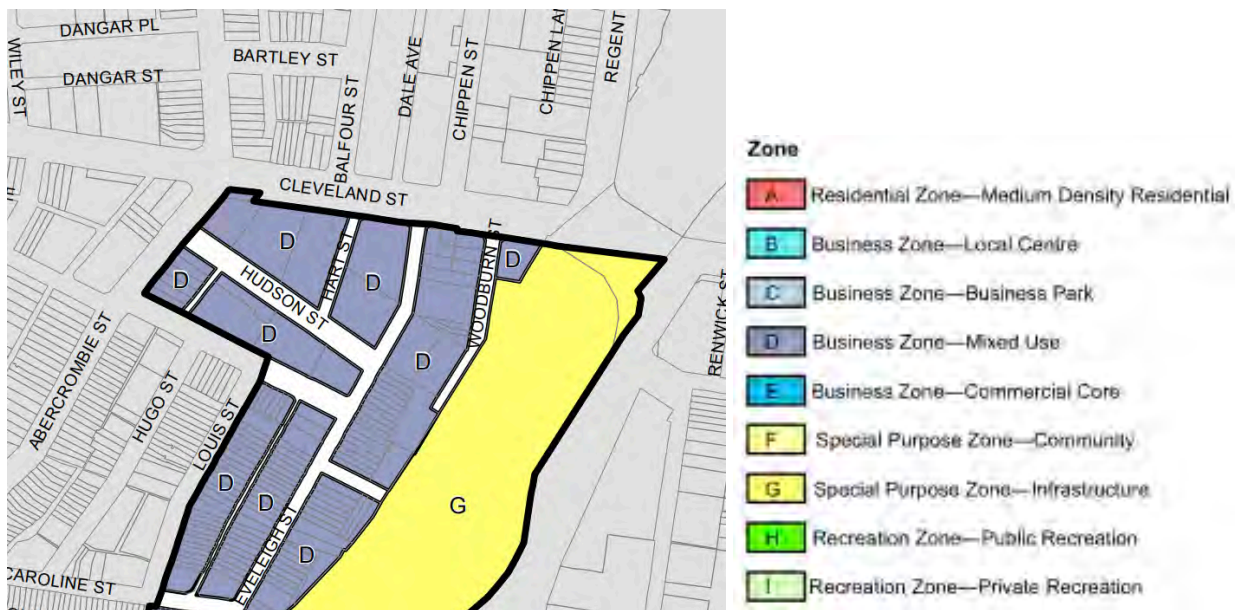 DANGAR PL
WILEY ST
DANGAR ST
BARTLEY ST
BALFOUR ST
DALE AVE
CHIPPEN ST
CHIPPEN LAN
REGENT
CLEVELAND ST
D
D
D
D
HART ST
HUDSON ST
WOODBURN ST
D
D
RENWICK ST
ABERCROMBIE ST
HUGO ST
LOUIS ST
D
D
EVELEIGH ST
D
G
CAROLINE ST
Zone
A Residential Zone—Medium Density Residential
B Business Zone—Local Centre
C Business Zone—Business Park
D Business Zone—Mixed Use
E Business Zone—Commercial Core
F Special Purpose Zone—Community
G Special Purpose Zone—Infrastructure
H Recreation Zone—Public Recreation
I Recreation Zone—Private Recreation